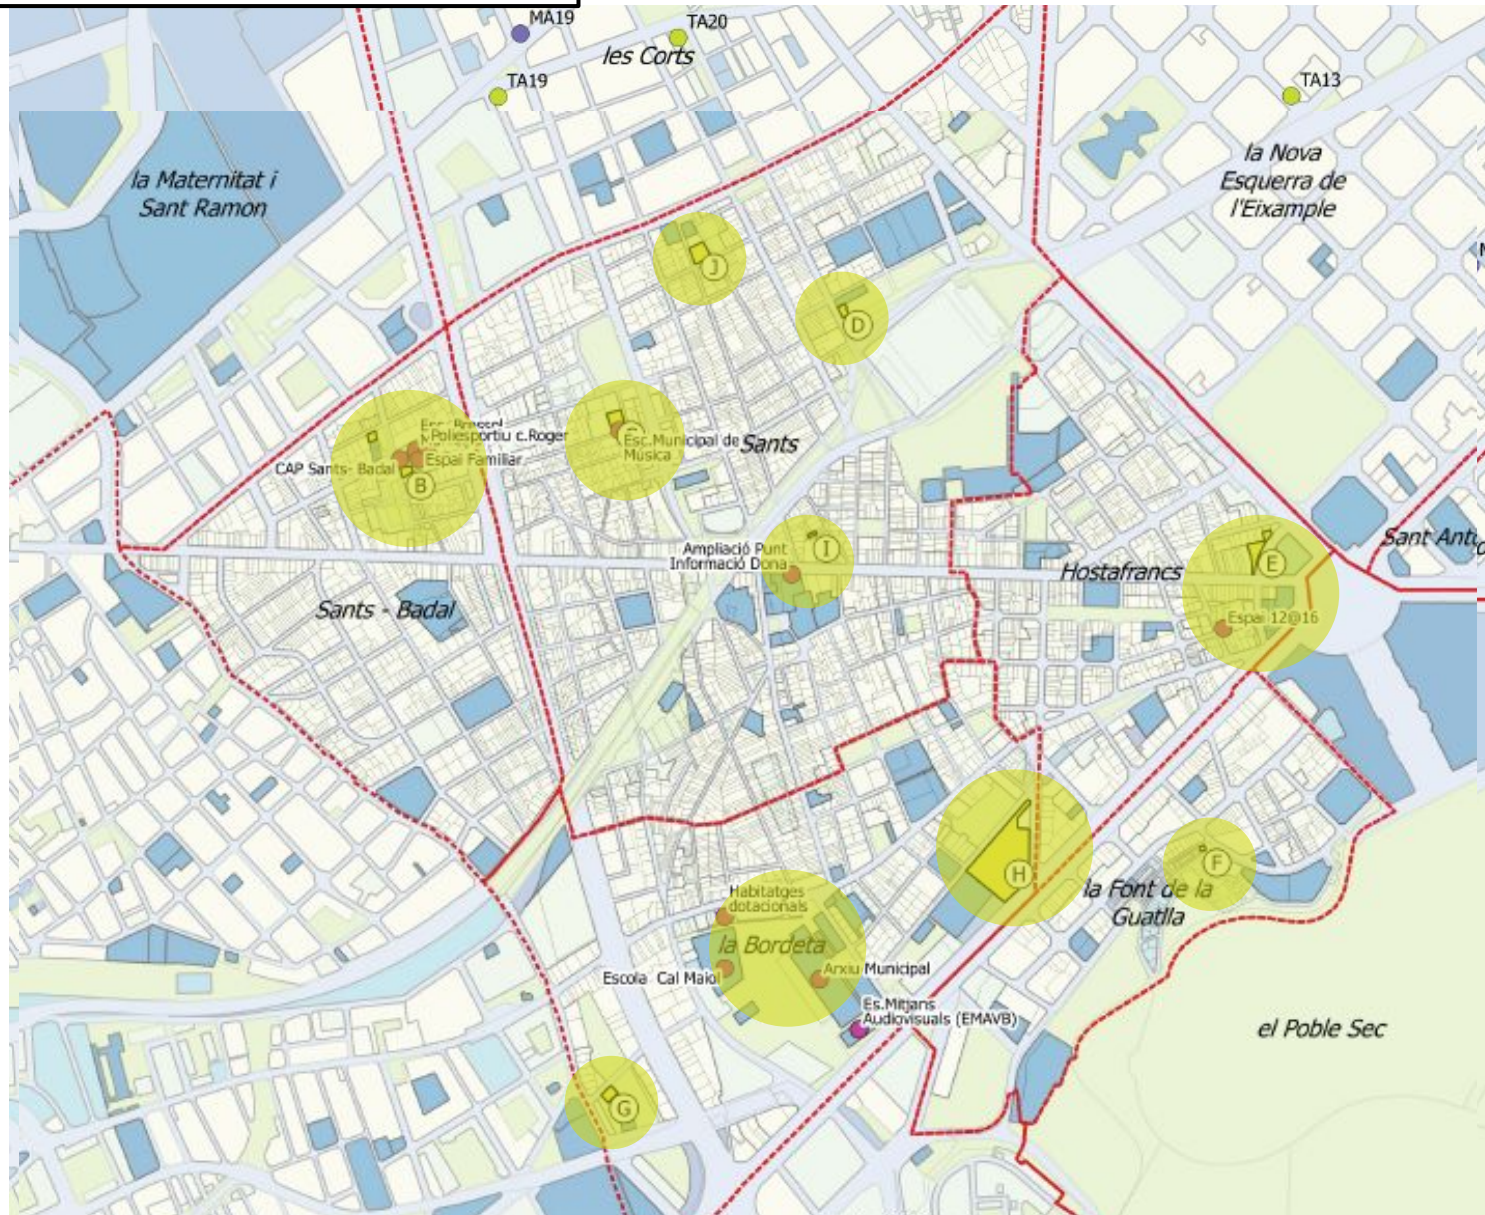 MA19
TA20
les Corts
TA19
TA13
la Maternitat i
Sant Ramon
la Nova
Esquerra de
l'Eixample
J
D
Poliesportiu c.Roger
CAP Sants- Badal
Espai Familiar
B
Esc.Municipal de
Música
Sants
Ampliació Punt
Informació Dona
I
Hostafrancs
E
Sant Anto
Espai 12@16
Sants - Badal
H
F
la Font de la
Guatlla
Habitatges
dotacionals
la Bordeta
Escola Cal Maiol
Arxiu Municipal
Es.Mitjans
Audiovisuals (EMAVB)
el Poble Sec
G